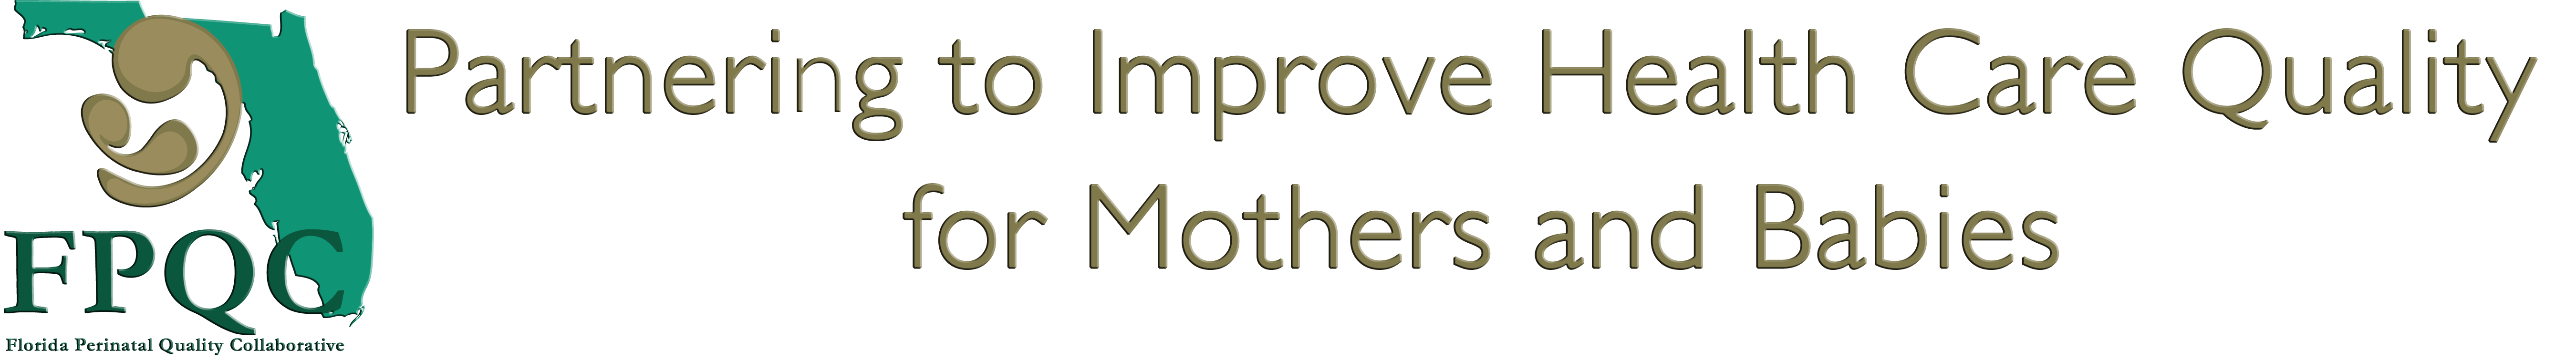 Partnering to Improve Health Care Quality
for Mothers and Babies
FPQC
Florida Perinatal Quality Collaborative